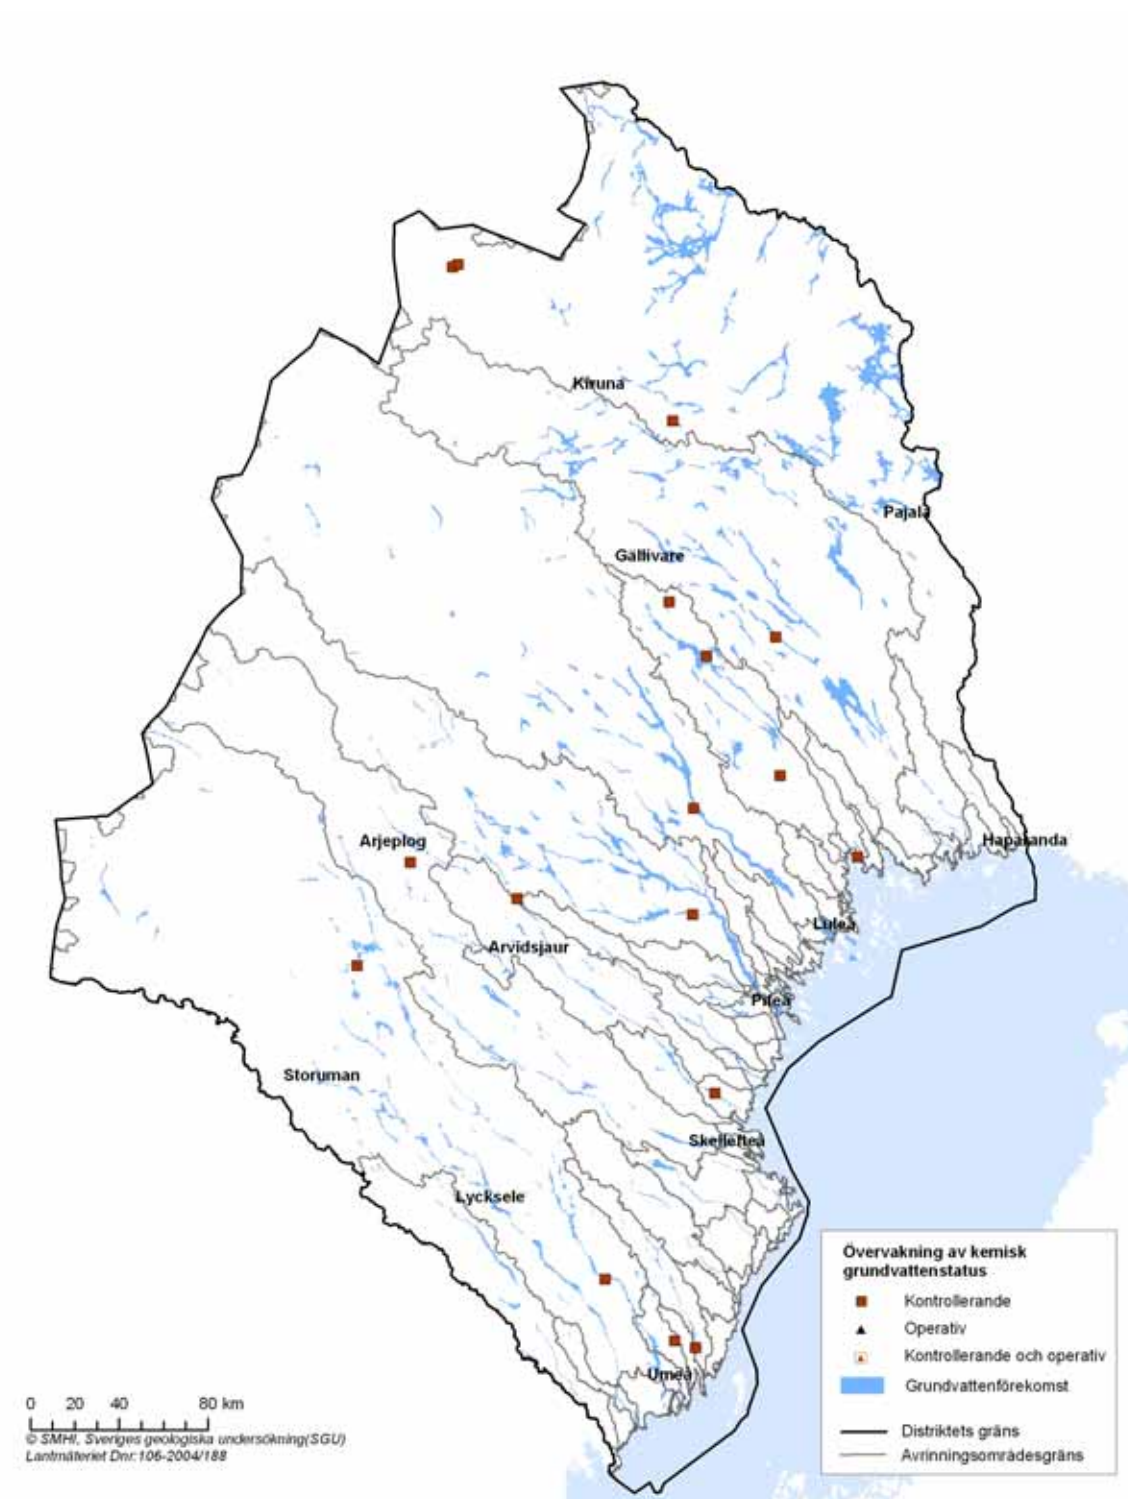 Kiruna
Pajala
Gällivare
Haparanda
Arjeplog
Luleå
Arvidsjaur
Piteå
Storuman
Skellefteå
Lycksele
Umeå
Övervakning av kemisk
grundvattenstatus
Kontrollerande
Operativ
Kontrollerande och operativ
Grundvattenförekomst
Distriktets gräns
Avrinningsområdesgräns
0 20 40 80 km
© SMHI, Sveriges geologiska undersökning(SGU)
Lantmäteriet Dnr:106-2004/188